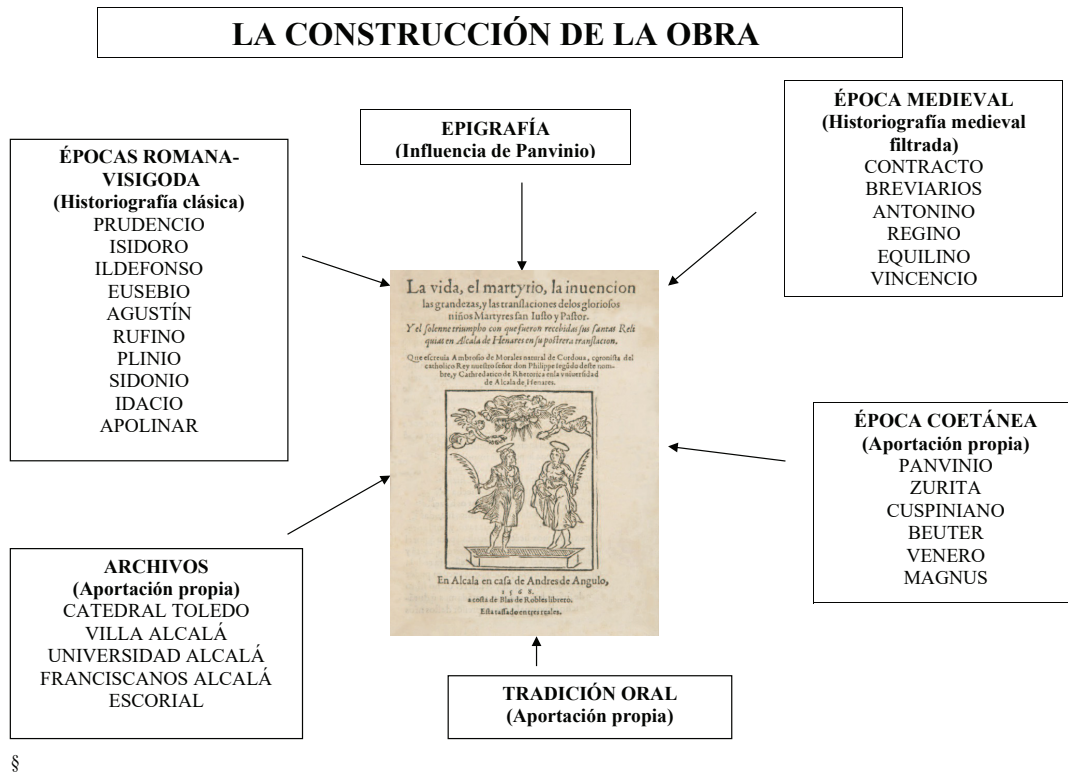 LA CONSTRUCCIÓN DE LA OBRA
ÉPOCAS ROMANA-
VISIGODA
(Historiografía clásica)
PRUDENCIO
ISIDORO
ILDEFONSO
EUSEBIO
AGUSTÍN
RUFINO
PLINIO
SIDONIO
IDACIO
APOLINAR
EPIGRAFÍA
(Influencia de Panvinio)
ÉPOCA MEDIEVAL
(Historiografía medieval
filtrada)
CONTRACTO
BREVIARIOS
ANTONINO
REGINO
EQUILINO
VINCENCIO
La vida, el martyrio, la inuencion
las grandezas, y las translaciones delos gloriosos
niños Martyres san Iusto y Pastor.
Y el solenne triumpho con que fueron recebidas sus santas Reli
quias en Alcala de Henares en su postrera translacion.
Que escreuia Ambrosio de Morales natural de Cordoua, coronista del
catholico Rey nuestro señor don Philippe segũdo deste nom-
bre, y Cathredatico de Rhetorica enla vniuersidad
de Alcala de Henares.
En Alcala en casa de Andres de Angulo,
1568.
a costa de Blas de Robles librero.
Esta tassado en tres reales.
ÉPOCA COETÁNEA
(Aportación propia)
PANVINIO
ZURITA
CUSPINIANO
BEUTER
VENERO
MAGNUS
ARCHIVOS
(Aportación propia)
CATEDRAL TOLEDO
VILLA ALCALÁ
UNIVERSIDAD ALCALÁ
FRANCISCANOS ALCALÁ
ESCORIAL
TRADICIÓN ORAL
(Aportación propia)
§